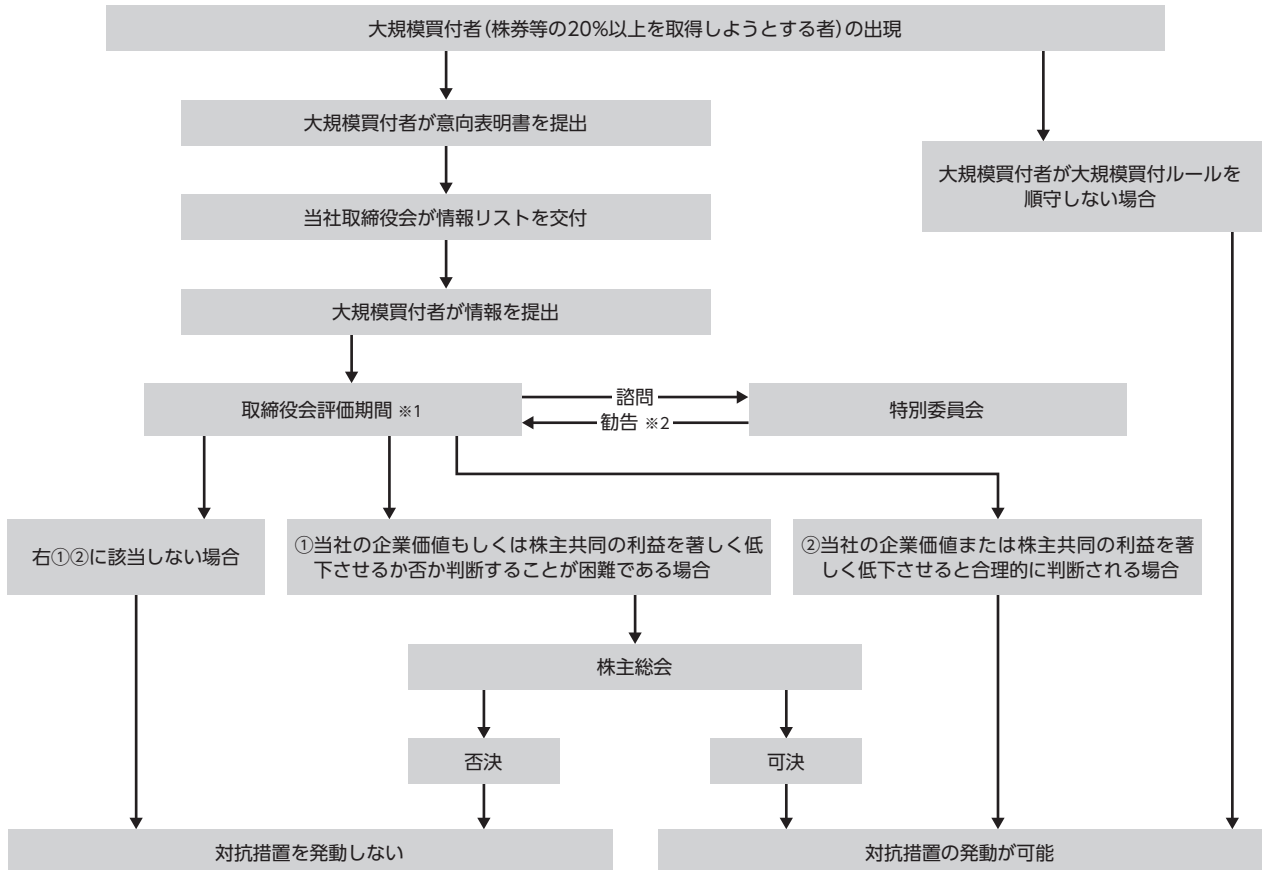 大規模買付者(株券等の20%以上を取得しようとする者)の出現
大規模買付者が意向表明書を提出
大規模買付者が大規模買付ルールを
順守しない場合
当社取締役会が情報リストを交付
大規模買付者が情報を提出
取締役会評価期間 ※1
諮問
勧告 ※2
特別委員会
右①②に該当しない場合
①当社の企業価値もしくは株主共同の利益を著しく低
下させるか否か判断することが困難である場合
②当社の企業価値または株主共同の利益を著
しく低下させると合理的に判断される場合
株主総会
否決
可決
対抗措置を発動しない
対抗措置の発動が可能